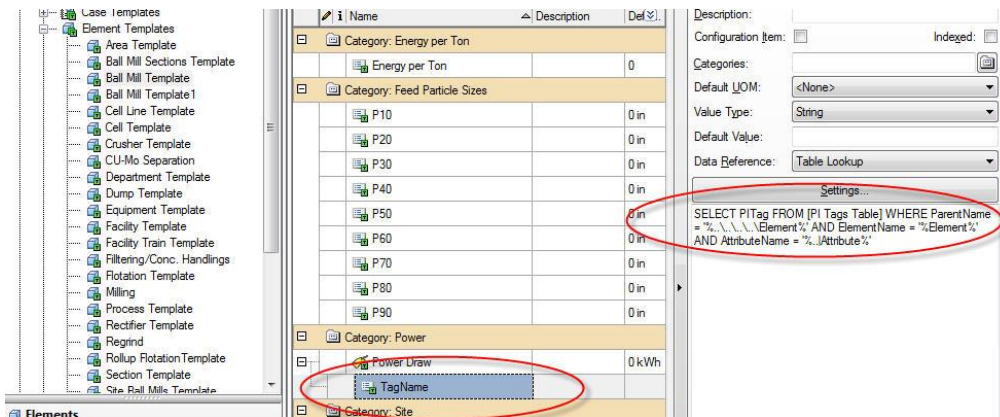 Case Templates
Element Templates
Area Template
Ball Mill Sections Template
Ball Mill Template
Ball Mill Template1
Cell Line Template
Cell Template
Crusher Template
CU-Mo Separation
Department Template
Dump Template
Equipment Template
Facility Template
Facility Train Template
Filtering/Conc. Handlings
Flotation Template
Milling
Process Template
Rectifier Template
Regrind
Rollup Flotation Template
Section Template
Site Ball Mills Template
Elements
i Name Description Def
Category: Energy per Ton
Energy per Ton 0
Category: Feed Particle Sizes
P10 0 in
P20 0 in
P30 0 in
P40 0 in
P50 0 in
P60 0 in
P70 0 in
P80 0 in
P90 0 in
Category: Power
Power Draw 0 kWh
TagName
Category: Site
Description:
Configuration Item: Indexed:
Categories:
Default UOM: <None>
Value Type: String
Default Value:
Data Reference: Table Lookup
Settings...
SELECT PITag FROM [PI Tags Table] WHERE ParentName
= '%..\..\..\..\Element%' AND ElementName = '%Element%'
AND AttributeName = '%..|Attribute%'